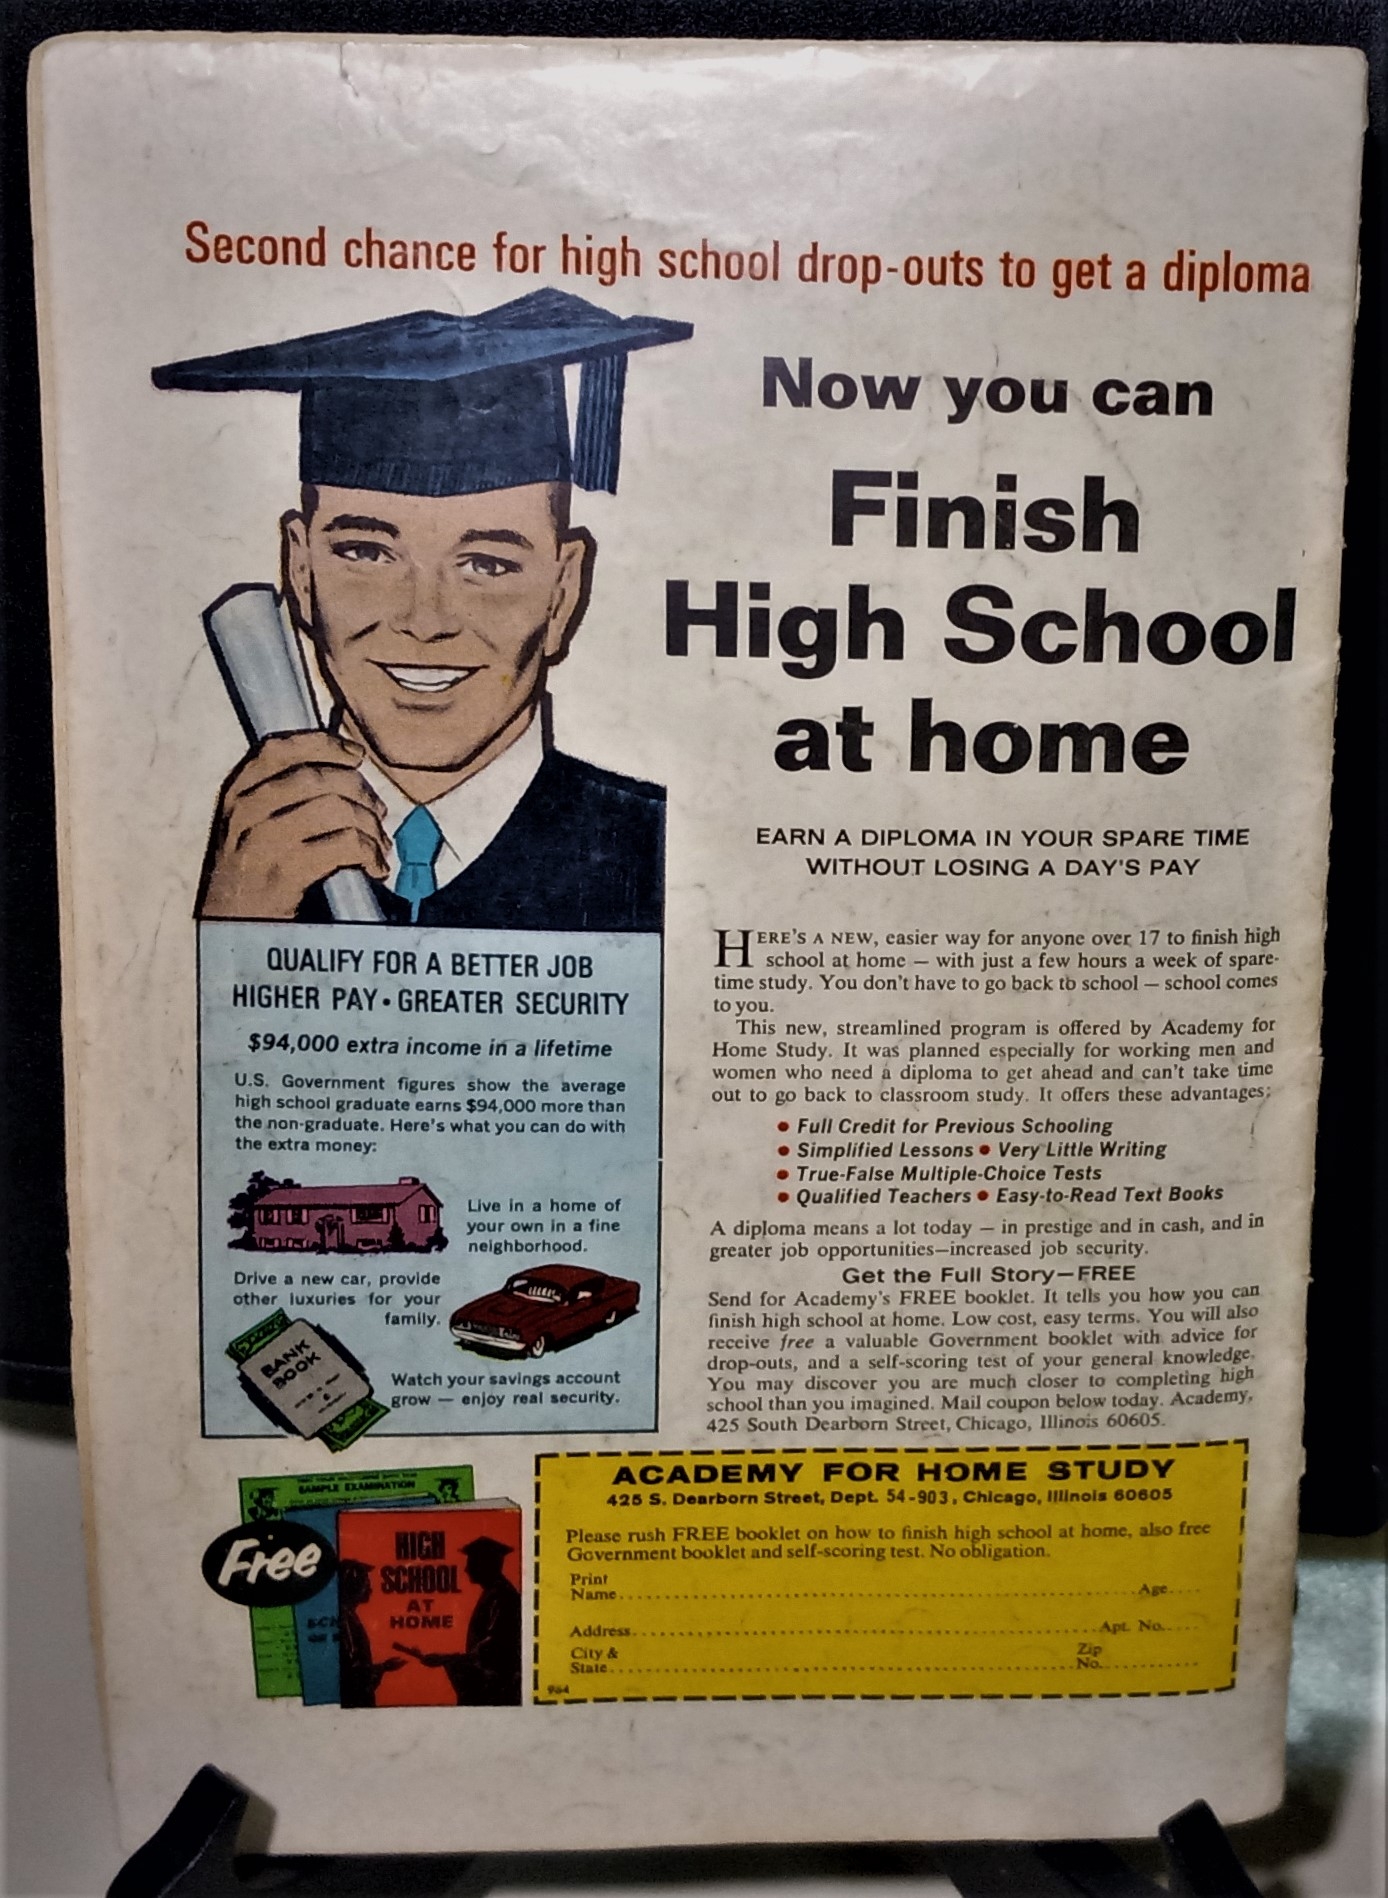 Second chance for high school drop-outs to get a diploma
Now you can
Finish
High School
at home
EARN A DIPLOMA IN YOUR SPARE TIME
WITHOUT LOSING A DAY'S PAY
HERE'S A NEW, easier way for anyone over 17 to finish high
school at home — with just a few hours a week of spare-
time study. You don't have to go back to school — school comes
to you.
This new, streamlined program is offered by Academy for
Home Study. It was planned especially for working men and
women who need a diploma to get ahead and can't take time
out to go back to classroom study. It offers these advantages:
• Full Credit for Previous Schooling
• Simplified Lessons • Very Little Writing
• True-False Multiple-Choice Tests
• Qualified Teachers • Easy-to-Read Text Books
A diploma means a lot today — in prestige and in cash, and in
greater job opportunities—increased job security.
Get the Full Story—FREE
Send for Academy's FREE booklet. It tells you how you can
finish high school at home. Low cost, easy terms. You will also
receive free a valuable Government booklet with advice for
drop-outs, and a self-scoring test of your general knowledge.
You may discover you are much closer to completing high
school than you imagined. Mail coupon below today. Academy,
425 South Dearborn Street, Chicago, Illinois 60605.
QUALIFY FOR A BETTER JOB
HIGHER PAY • GREATER SECURITY
$94,000 extra income in a lifetime
U.S. Government figures show the average
high school graduate earns $94,000 more than
the non-graduate. Here's what you can do with
the extra money:
Live in a home of
your own in a fine
neighborhood.
Drive a new car, provide
other luxuries for your
family.
BANK
BOOK
Watch your savings account
grow — enjoy real security.
SAMPLE EXAMINATION
Free
HIGH
SCHOOL
AT
HOME
ACADEMY FOR HOME STUDY
425 S. Dearborn Street, Dept. 54-903, Chicago, Illinois 60605
Please rush FREE booklet on how to finish high school at home, also free
Government booklet and self-scoring test. No obligation.
Print
Name Age
Address Apt. No.
City & Zip
State No.
964